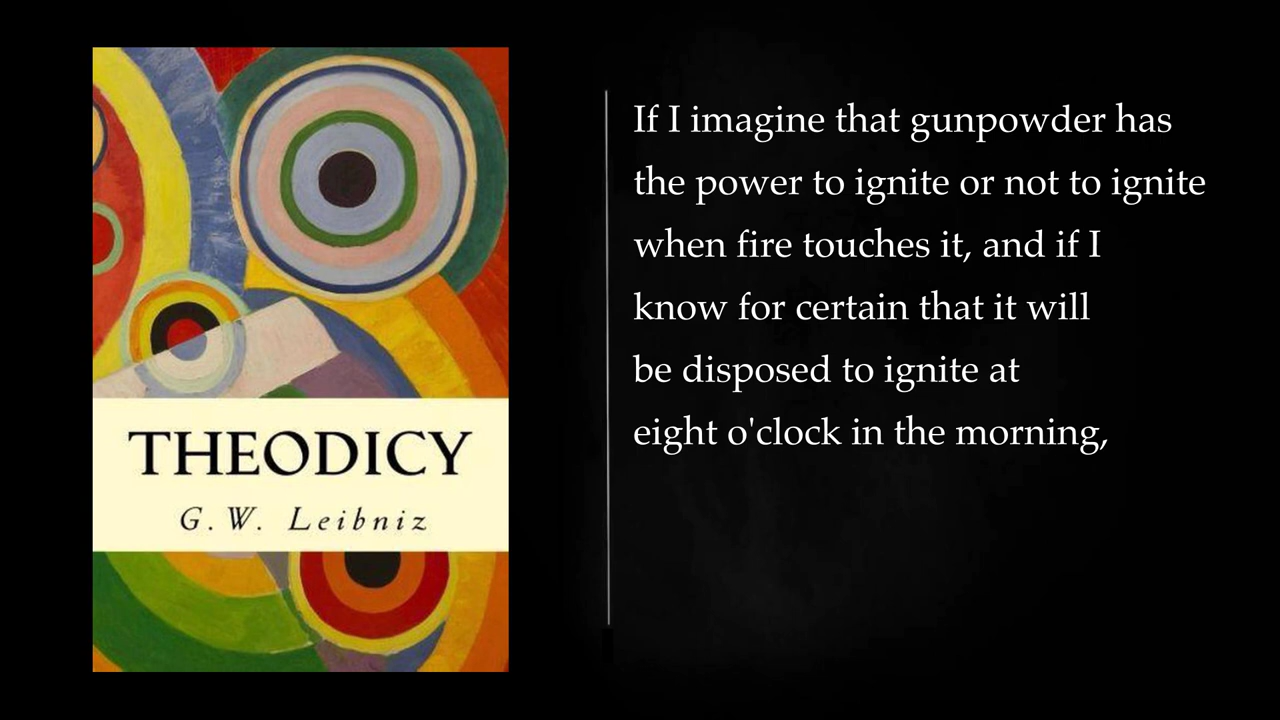 THEODICY
G. W. Leibniz
If I imagine that gunpowder has
the power to ignite or not to ignite
when fire touches it, and if I
know for certain that it will
be disposed to ignite at
eight o'clock in the morning,